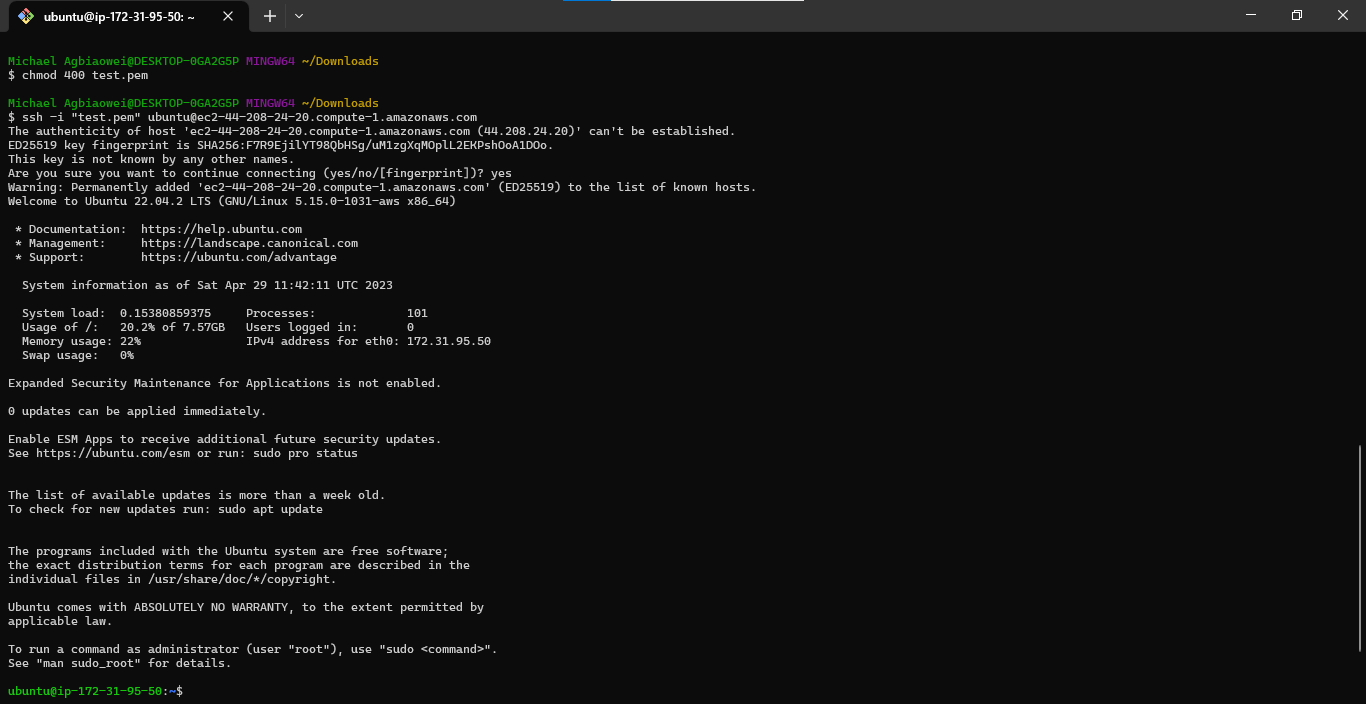 ubuntu@ip-172-31-95-50: ~
Michael Agbiaowei@DESKTOP-0GA2G5P MINGW64 ~/Downloads
$ chmod 400 test.pem
Michael Agbiaowei@DESKTOP-0GA2G5P MINGW64 ~/Downloads
$ ssh -i "test.pem" ubuntu@ec2-44-208-24-20.compute-1.amazonaws.com
The authenticity of host 'ec2-44-208-24-20.compute-1.amazonaws.com (44.208.24.20)' can't be established.
ED25519 key fingerprint is SHA256:F7R9EjilYT98QbHSg/uM1zgXqMOplL2EKPshOoA1DOo.
This key is not known by any other names.
Are you sure you want to continue connecting (yes/no/[fingerprint])? yes
Warning: Permanently added 'ec2-44-208-24-20.compute-1.amazonaws.com' (ED25519) to the list of known hosts.
Welcome to Ubuntu 22.04.2 LTS (GNU/Linux 5.15.0-1031-aws x86_64)
* Documentation: https://help.ubuntu.com
* Management: https://landscape.canonical.com
* Support: https://ubuntu.com/advantage
System information as of Sat Apr 29 11:42:11 UTC 2023
System load: 0.15380859375 Processes: 101
Usage of /: 20.2% of 7.57GB Users logged in: 0
Memory usage: 22% IPv4 address for eth0: 172.31.95.50
Swap usage: 0%
Expanded Security Maintenance for Applications is not enabled.
0 updates can be applied immediately.
Enable ESM Apps to receive additional future security updates.
See https://ubuntu.com/esm or run: sudo pro status
The list of available updates is more than a week old.
To check for new updates run: sudo apt update
The programs included with the Ubuntu system are free software;
the exact distribution terms for each program are described in the
individual files in /usr/share/doc/*/copyright.
Ubuntu comes with ABSOLUTELY NO WARRANTY, to the extent permitted by
applicable law.
To run a command as administrator (user "root"), use "sudo <command>".
See "man sudo_root" for details.
ubuntu@ip-172-31-95-50:~$